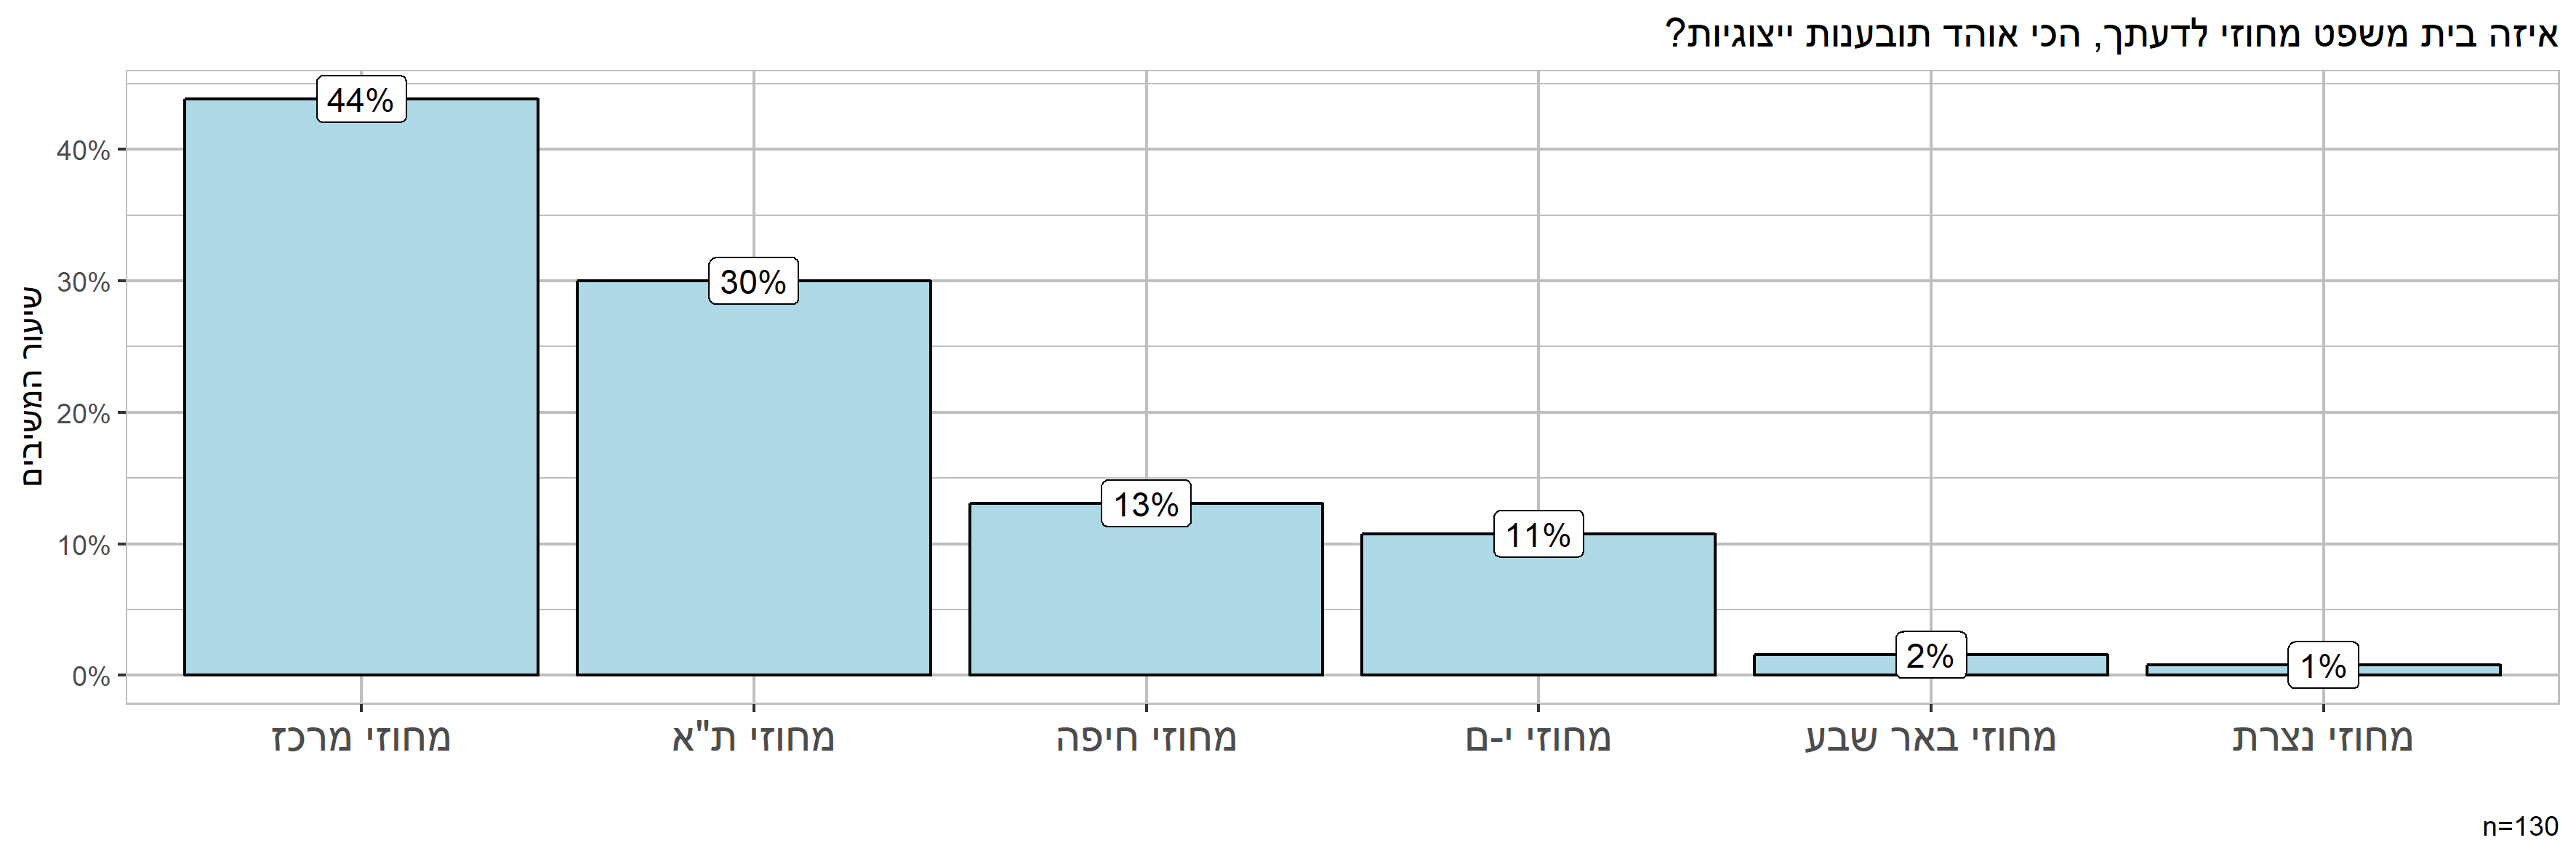 איזה בית משפט מחוזי לדעתך, הכי אוהד תובענות ייצוגיות?
שיעור המשיבים
40%
30%
20%
10%
0%
44%
30%
13%
11%
2%
1%
מחוזי מרכז
מחוזי ת"א
מחוזי חיפה
מחוזי י-ם
מחוזי באר שבע
מחוזי נצרת
n=130